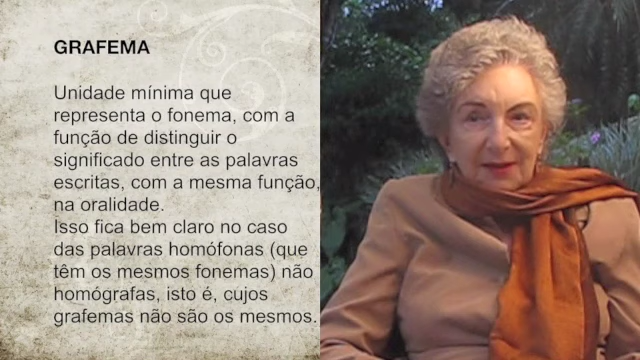 GRAFEMA
Unidade mínima que
representa o fonema, com a
função de distinguir o
significado entre as palavras
escritas, com a mesma função,
na oralidade.
Isso fica bem claro no caso
das palavras homófonas (que
têm os mesmos fonemas) não
homógrafas, isto é, cujos
grafemas não são os mesmos.